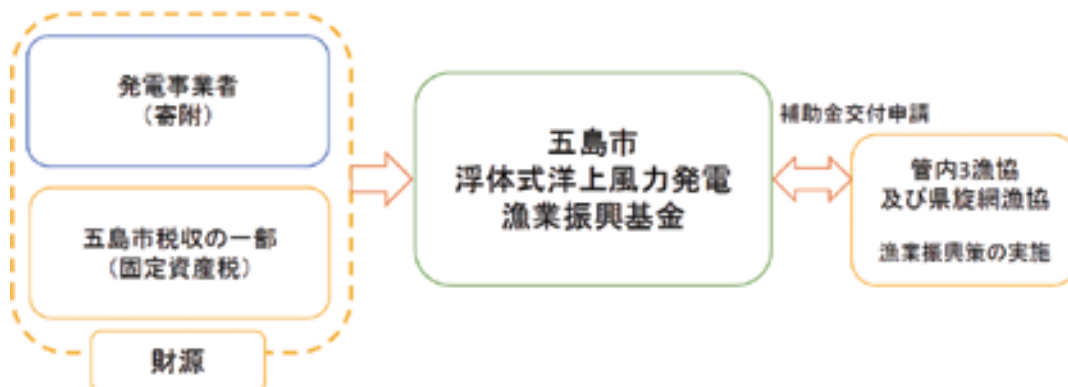 発電事業者
（寄附）
五島市税収の一部
（固定資産税）
財源
五島市
浮体式洋上風力発電
漁業振興基金
補助金交付申請
管内3漁協
及び県旋網漁協
漁業振興策の実施